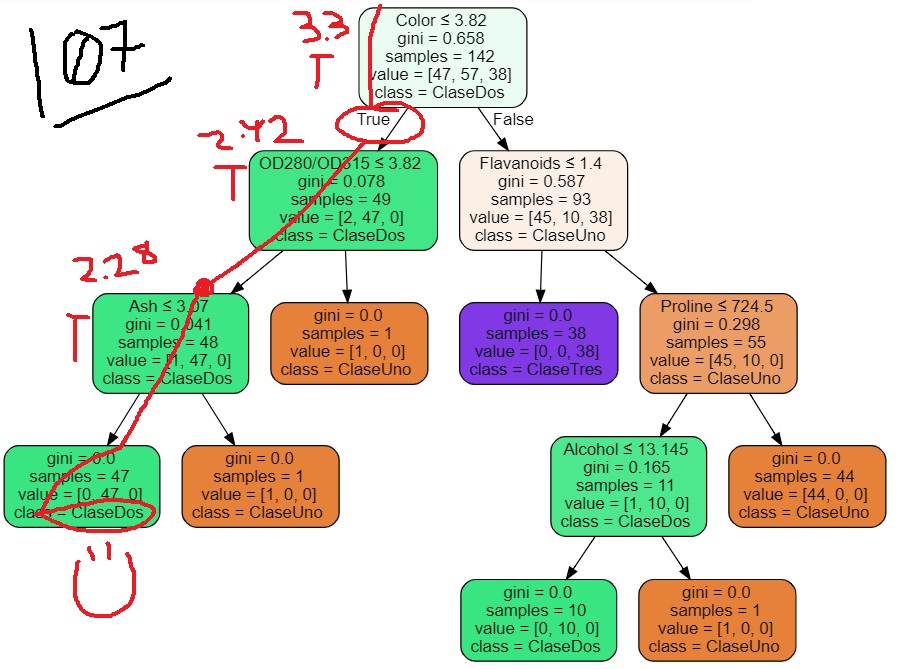 107
3.3
T
Color ≤ 3.82
gini = 0.658
samples = 142
value = [47, 57, 38]
class = ClaseDos
True
False
2.42
T
OD280/OD315 ≤ 3.82
gini = 0.078
samples = 49
value = [2, 47, 0]
class = ClaseDos
Flavanoids ≤ 1.4
gini = 0.587
samples = 93
value = [45, 10, 38]
class = ClaseUno
2.28
T
Ash ≤ 3.07
gini = 0.041
samples = 48
value = [1, 47, 0]
class = ClaseDos
gini = 0.0
samples = 1
value = [1, 0, 0]
class = ClaseUno
gini = 0.0
samples = 38
value = [0, 0, 38]
class = ClaseTres
Proline ≤ 724.5
gini = 0.298
samples = 55
value = [45, 10, 0]
class = ClaseUno
gini = 0.0
samples = 47
value = [0, 47, 0]
class = ClaseDos
gini = 0.0
samples = 1
value = [1, 0, 0]
class = ClaseUno
Alcohol ≤ 13.145
gini = 0.165
samples = 11
value = [1, 10, 0]
class = ClaseDos
gini = 0.0
samples = 44
value = [44, 0, 0]
class = ClaseUno
gini = 0.0
samples = 10
value = [0, 10, 0]
class = ClaseDos
gini = 0.0
samples = 1
value = [1, 0, 0]
class = ClaseUno